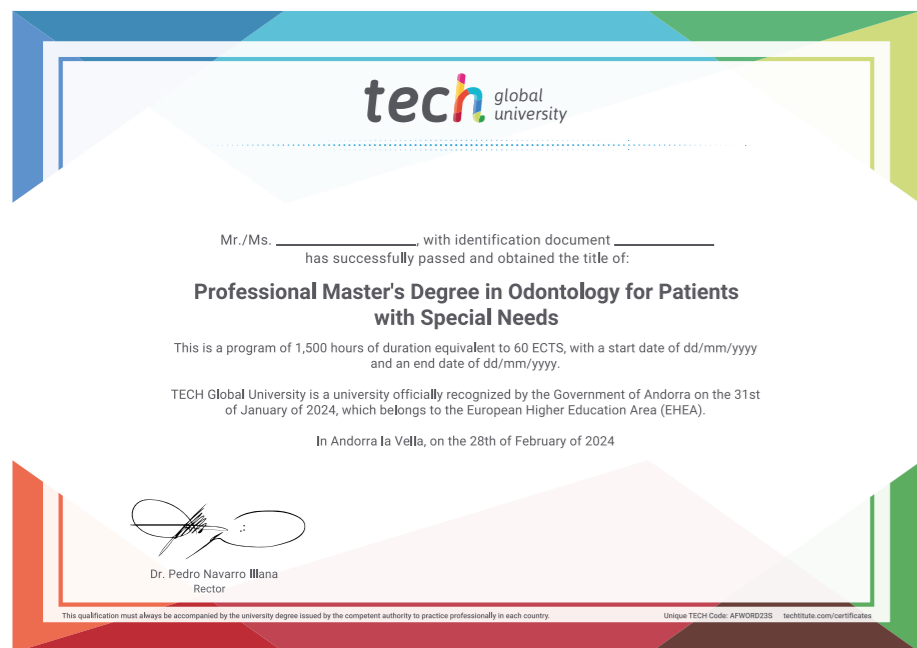 tech global university
Mr./Ms. ____________, with identification document ____________
has successfully passed and obtained the title of:
Professional Master's Degree in Odontology for Patients
with Special Needs
This is a program of 1,500 hours of duration equivalent to 60 ECTS, with a start date of dd/mm/yyyy
and an end date of dd/mm/yyyy.
TECH Global University is a university officially recognized by the Government of Andorra on the 31st
of January of 2024, which belongs to the European Higher Education Area (EHEA).
In Andorra la Vella, on the 28th of February of 2024
Dr. Pedro Navarro Illana
Rector
This qualification must always be accompanied by the university degree issued by the competent authority to practice professionally in each country.
Unique TECH Code: AFWORD23S techtitute.com/certificates